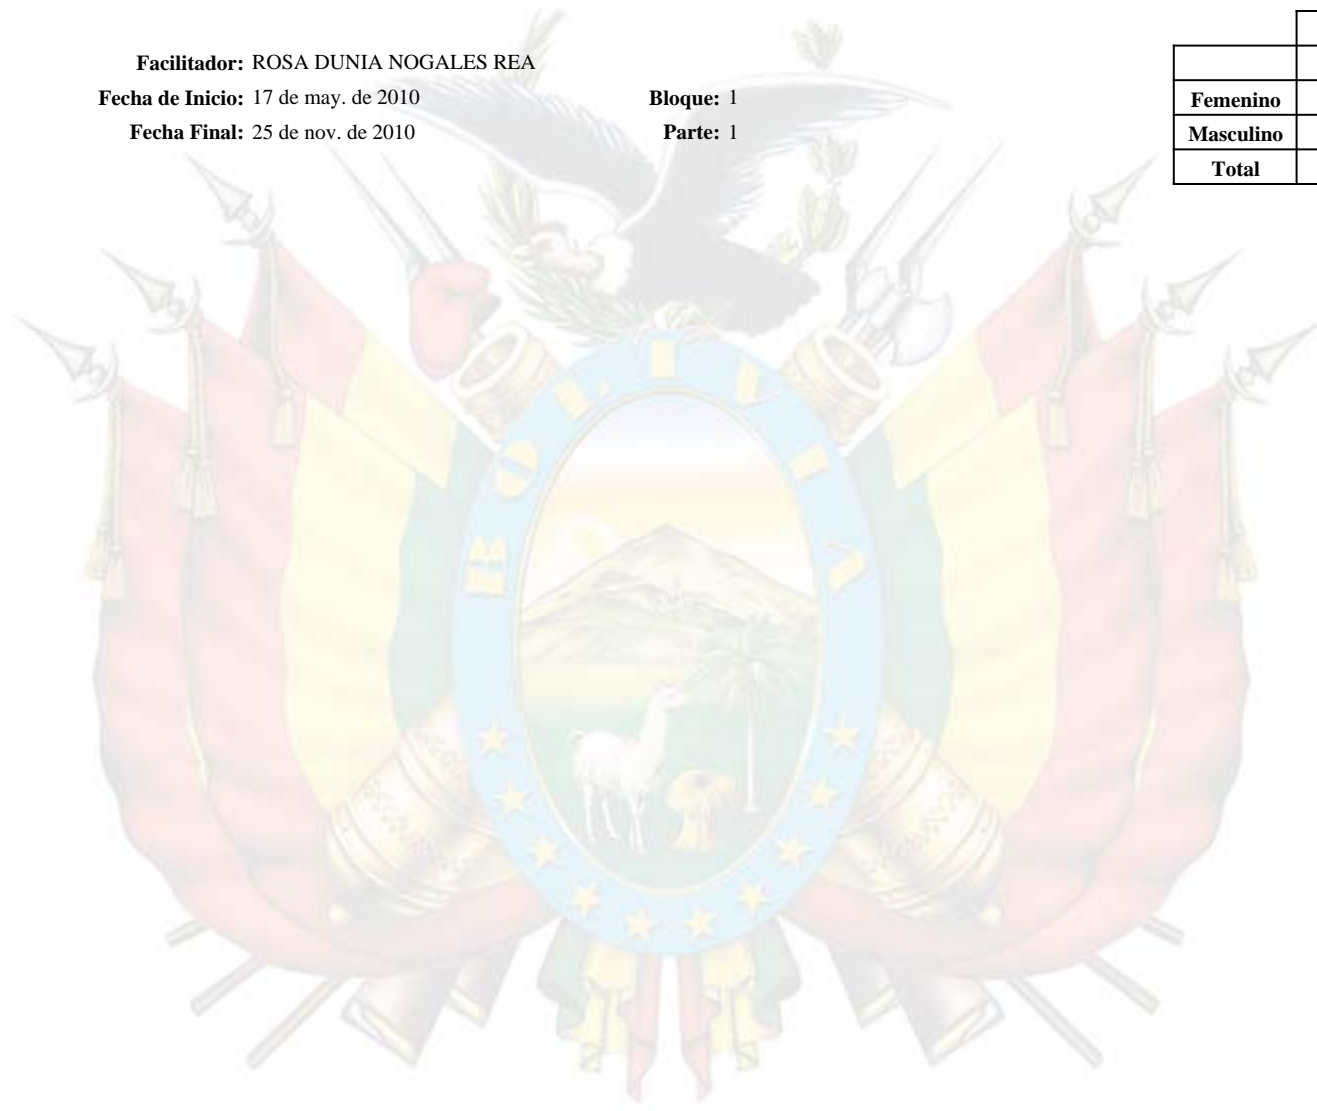 Facilitador: ROSA DUNIA NOGALES REA
Fecha de Inicio: 17 de may. de 2010 Bloque: 1
Fecha Final: 25 de nov. de 2010 Parte: 1
Femenino
Masculino
Total
BOLIVIA